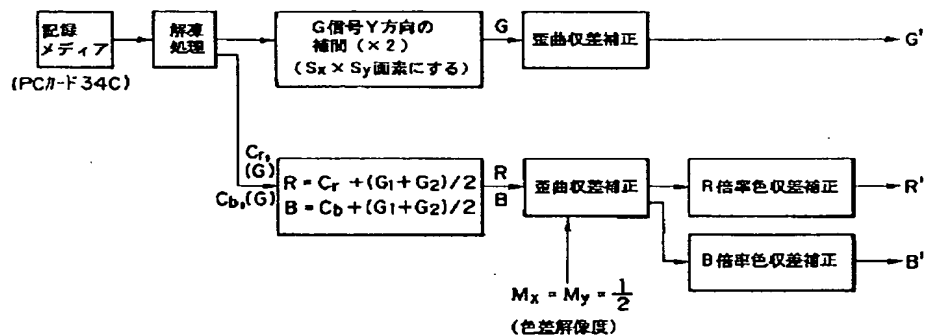 記録
メディア
(PCカード34C)
解凍
処理
G信号Y方向の
補間(×2)
(Sx×Sy画素にする)
G
歪曲収差補正
G'
Cr,
(G)
Cb,(G)
R=Cr+(G1+G2)/2
B=Cb+(G1+G2)/2
R
B
歪曲収差補正
R倍率色収差補正
R'
B倍率色収差補正
B'
Mx=My=1/2
(色差解像度)